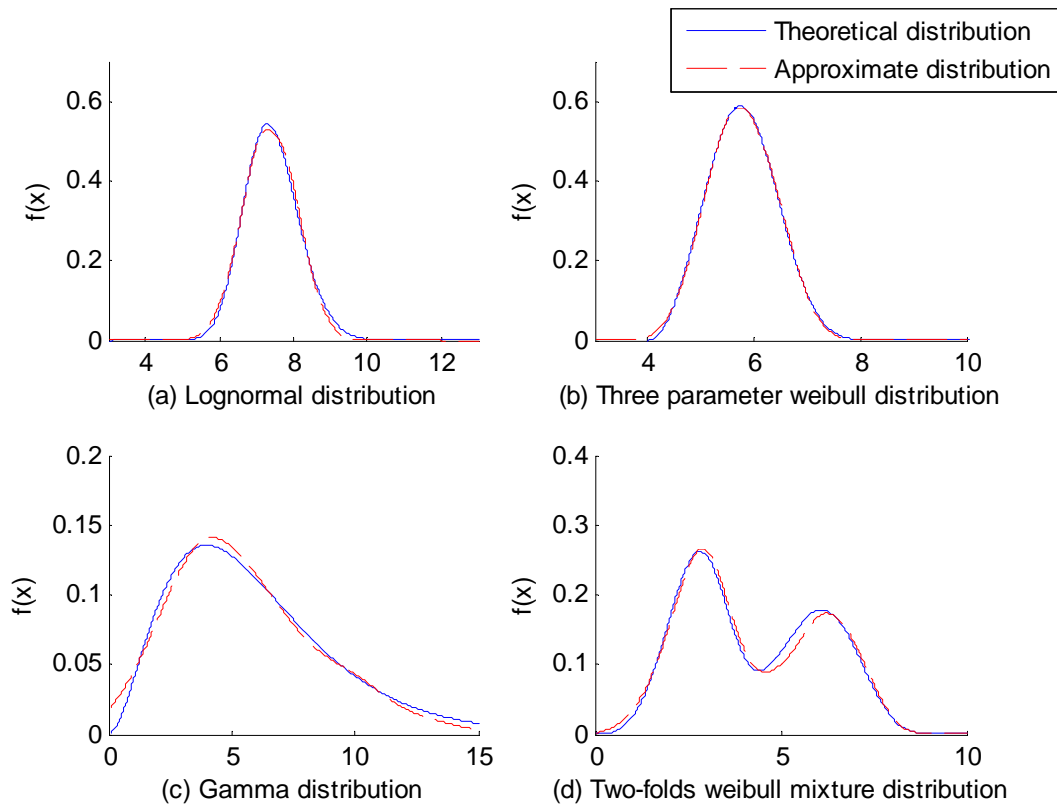 Theoretical distribution
Approximate distribution
f(x)
0.6
0.4
0.2
0
4 6 8 10 12
(a) Lognormal distribution
f(x)
0.6
0.4
0.2
0
4 6 8 10
(b) Three parameter weibull distribution
f(x)
0.2
0.15
0.1
0.05
0
0 5 10 15
(c) Gamma distribution
f(x)
0.4
0.3
0.2
0.1
0
0 5 10
(d) Two-folds weibull mixture distribution